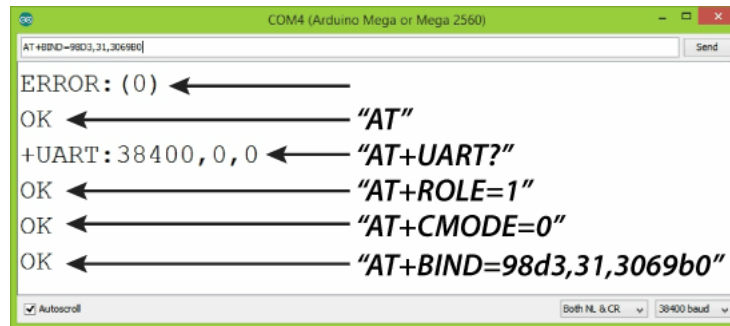 COM4 (Arduino Mega or Mega 2560)
AT+BIND=98D3,31,3069B0
Send
ERROR:(0)
OK "AT"
+UART:38400,0,0 "AT+UART?"
OK "AT+ROLE=1"
OK "AT+CMODE=0"
OK "AT+BIND=98d3,31,3069b0"
Autoscroll
Both NL & CR
38400 baud